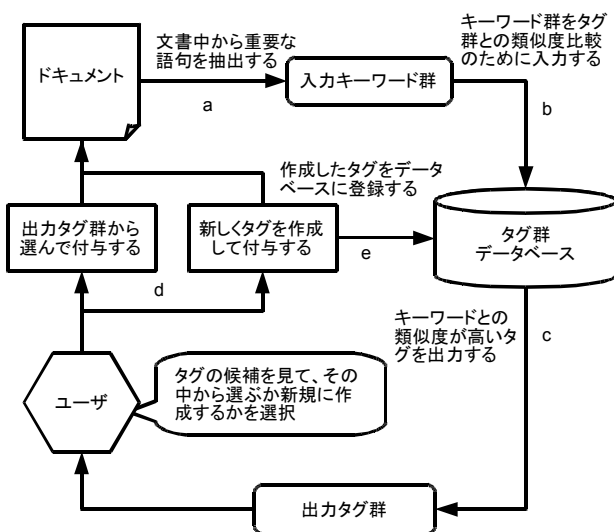 文書中から重要な
語句を抽出する
キーワード群をタグ
群との類似度比較
のために入力する
ドキュメント
入力キーワード群
a
b
作成したタグをデータ
ベースに登録する
出力タグ群から
選んで付与する
新しくタグを作成
して付与する
タグ群
データベース
e
d
キーワードとの
類似度が高いタ
グを出力する
c
ユーザ
タグの候補を見て、その
中から選ぶか新規に作
成するかを選択
出力タグ群